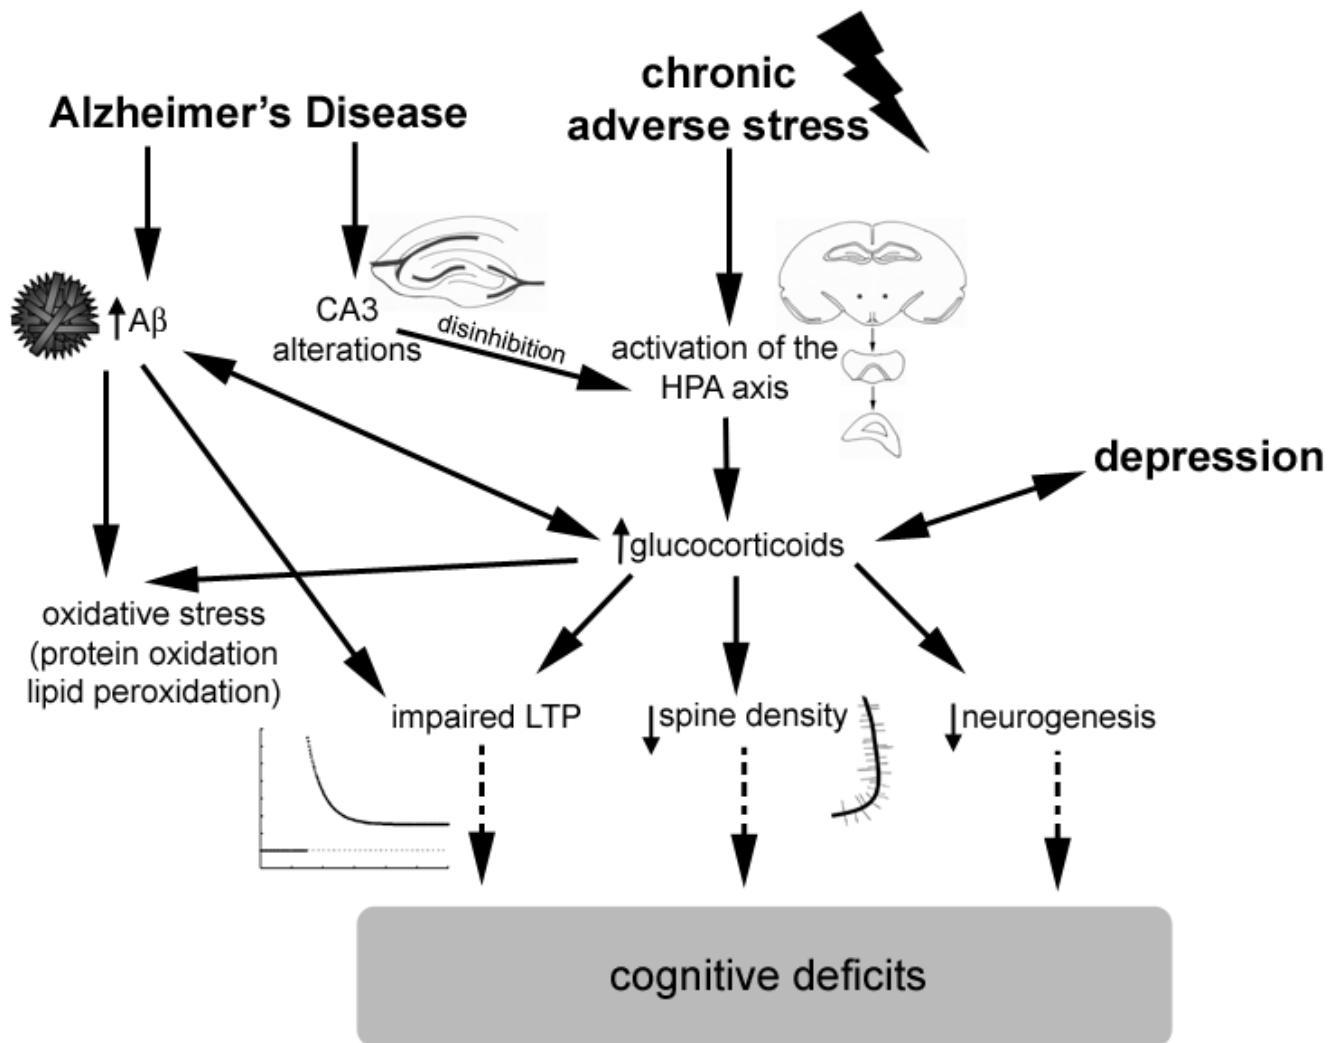 chronic
adverse stress
Alzheimer's Disease
↑Aβ
CA3
alterations
disinhibition
activation of the
HPA axis
depression
↑glucocorticoids
oxidative stress
(protein oxidation
lipid peroxidation)
impaired LTP
↓spine density
↓neurogenesis
cognitive deficits